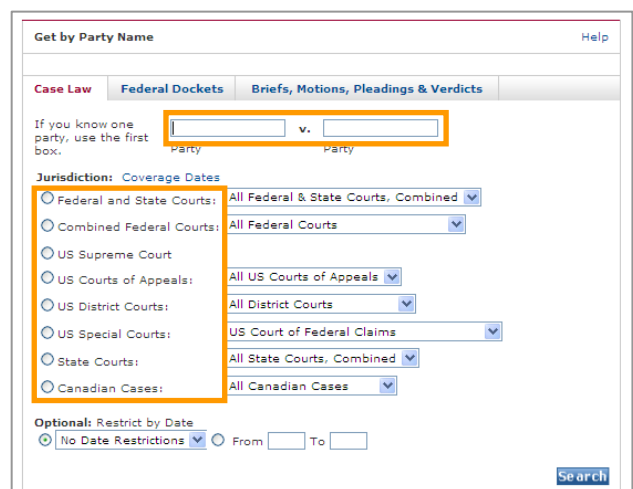 Get by Party Name Help
Case Law Federal Dockets Briefs, Motions, Pleadings & Verdicts
If you know one
party, use the first
box.
v.
Party Party
Jurisdiction: Coverage Dates
Federal and State Courts: All Federal & State Courts, Combined
Combined Federal Courts: All Federal Courts
US Supreme Court
US Courts of Appeals: All US Courts of Appeals
US District Courts: All District Courts
US Special Courts: US Court of Federal Claims
State Courts: All State Courts, Combined
Canadian Cases: All Canadian Cases
Optional: Restrict by Date
No Date Restrictions From To
Search